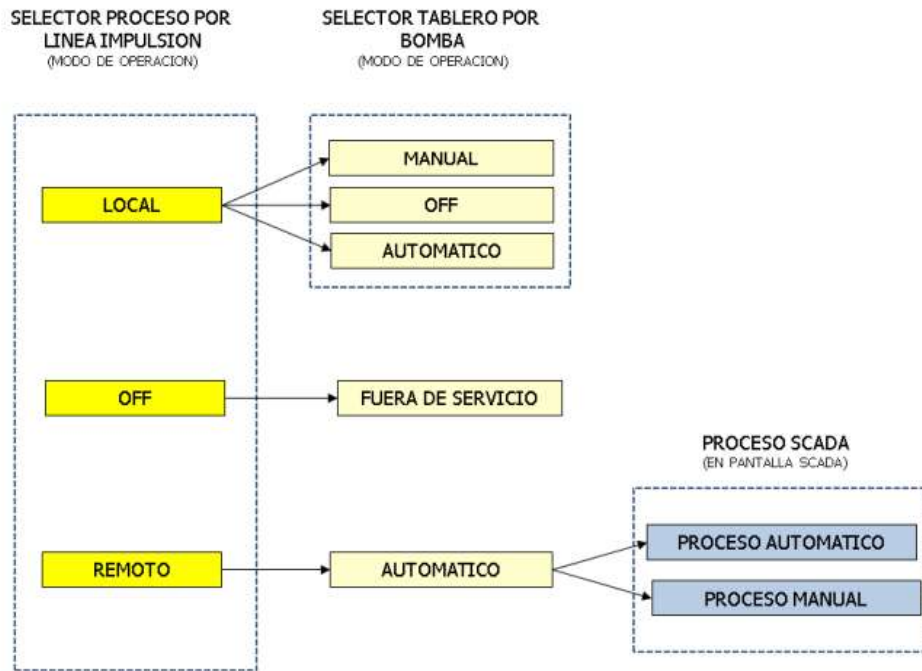 SELECTOR PROCESO POR
LINEA IMPULSION
(MODO DE OPERACION)
SELECTOR TABLERO POR
BOMBA
(MODO DE OPERACION)
MANUAL
LOCAL
OFF
AUTOMATICO
OFF
FUERA DE SERVICIO
PROCESO SCADA
(EN PANTALLA SCADA)
PROCESO AUTOMATICO
REMOTO
AUTOMATICO
PROCESO MANUAL